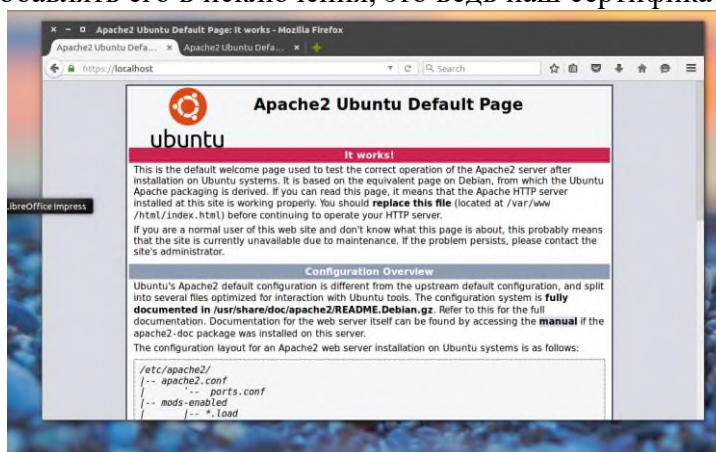 его в исключения, это ведь наш
Apache2 Ubuntu Default Page: It works - Mozilla Firefox
Apache2 Ubuntu Defa... × Apache2 Ubuntu Defa... ×
https://localhost
Search
Apache2 Ubuntu Default Page
ubuntu
It works!
This is the default welcome page used to test the correct operation of the Apache2 server after
installation on Ubuntu systems. It is based on the equivalent page on Debian, from which the Ubuntu
Apache packaging is derived. If you can read this page, it means that the Apache HTTP server
installed at this site is working properly. You should replace this file (located at /var/www
/html/index.html) before continuing to operate your HTTP server.
If you are a normal user of this web site and don't know what this page is about, this probably means
that the site is currently unavailable due to maintenance. If the problem persists, please contact the
site's administrator.
LibreOffice Impress
Configuration Overview
Ubuntu's Apache2 default configuration is different from the upstream default configuration, and split
into several files optimized for interaction with Ubuntu tools. The configuration system is fully
documented in /usr/share/doc/apache2/README.Debian.gz. Refer to this for the full
documentation. Documentation for the web server itself can be found by accessing the manual if the
apache2-doc package was installed on this server.
The configuration layout for an Apache2 web server installation on Ubuntu systems is as follows:
/etc/apache2/
|-- apache2.conf
|       `--  ports.conf
|-- mods-enabled
|       |-- *.load